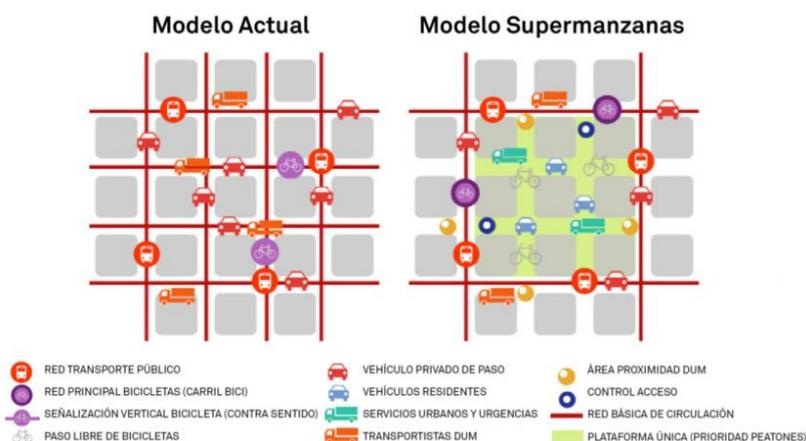 Modelo Actual
Modelo Supermanzanas
RED TRANSPORTE PÚBLICO
RED PRINCIPAL BICICLETAS (CARRIL BICI)
SEÑALIZACIÓN VERTICAL BICICLETA (CONTRA SENTIDO)
PASO LIBRE DE BICICLETAS
VEHÍCULO PRIVADO DE PASO
VEHÍCULOS RESIDENTES
SERVICIOS URBANOS Y URGENCIAS
TRANSPORTISTAS DUM
ÀREA PROXIMIDAD DUM
CONTROL ACCESO
RED BÀSICA DE CIRCULACIÓN
PLATAFORMA ÚNICA (PRIORIDAD PEATONES)